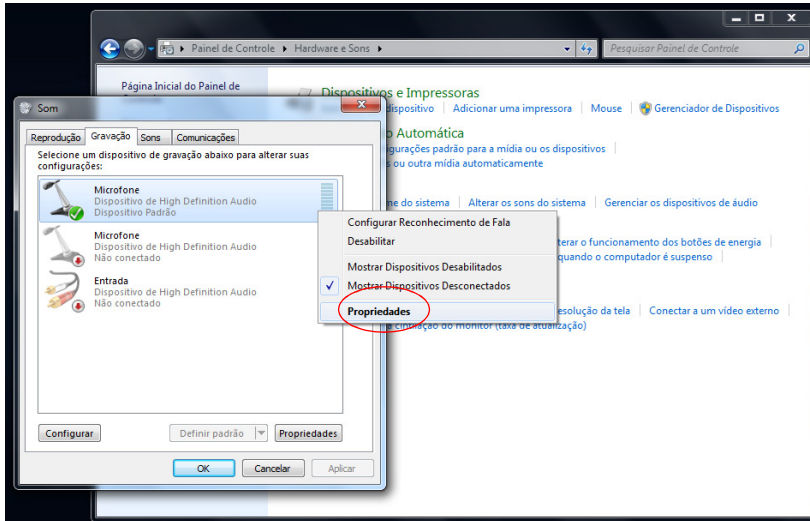 Painel de Controle ▸ Hardware e Sons ▸
Pesquisar Painel de Controle
Página Inicial do Painel de
Dispositivos e Impressoras
dispositivo | Adicionar uma impressora | Mouse | Gerenciador de Dispositivos
Automática
padrão para a mídia ou os dispositivos
ou outra mídia automaticamente
do sistema | Alterar os sons do sistema | Gerenciar os dispositivos de áudio
o funcionamento dos botões de energia
quando o computador é suspenso
da tela | Conectar a um vídeo externo
do monitor (taxa de atualização)
Som
Reprodução Gravação Sons Comunicações
Selecione um dispositivo de gravação abaixo para alterar suas
configurações:
Microfone
Dispositivo de High Definition Audio
Dispositivo Padrão
Microfone
Dispositivo de High Definition Audio
Não conectado
Entrada
Dispositivo de High Definition Audio
Não conectado
Configurar Definir padrão Propriedades
OK Cancelar Aplicar
Configurar Reconhecimento de Fala
Desabilitar
Mostrar Dispositivos Desabilitados
Mostrar Dispositivos Desconectados
Propriedades